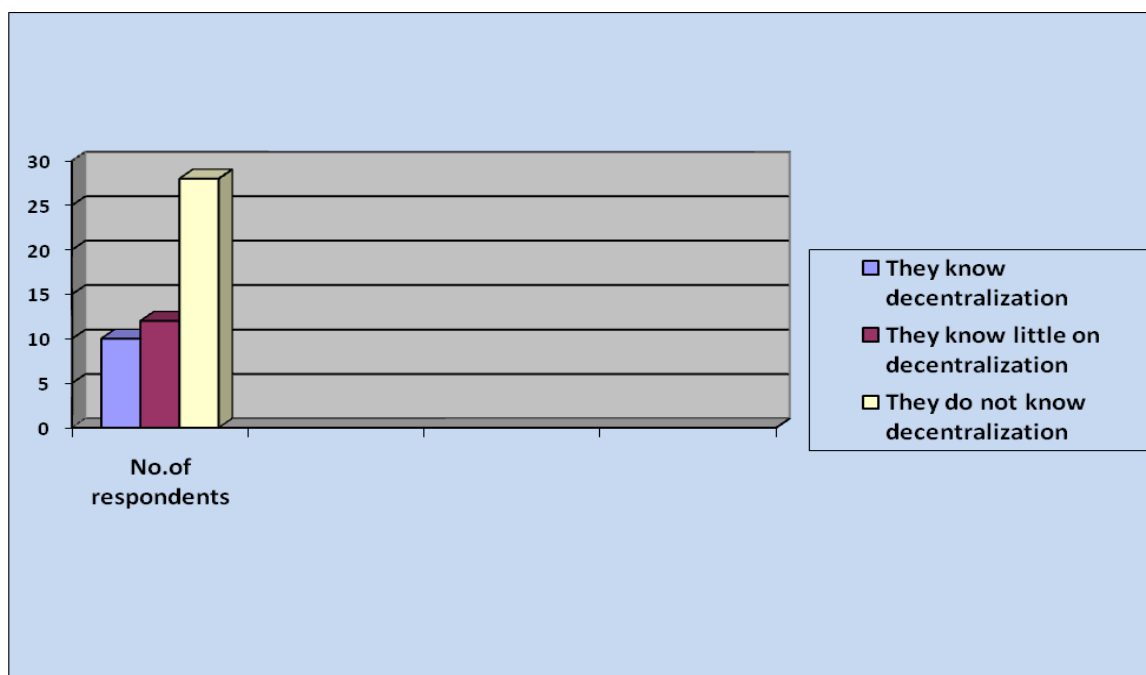 30
25
20
15
10
5
0
No.of
respondents
They know
decentralization
They know little on
decentralization
They do not know
decentralization